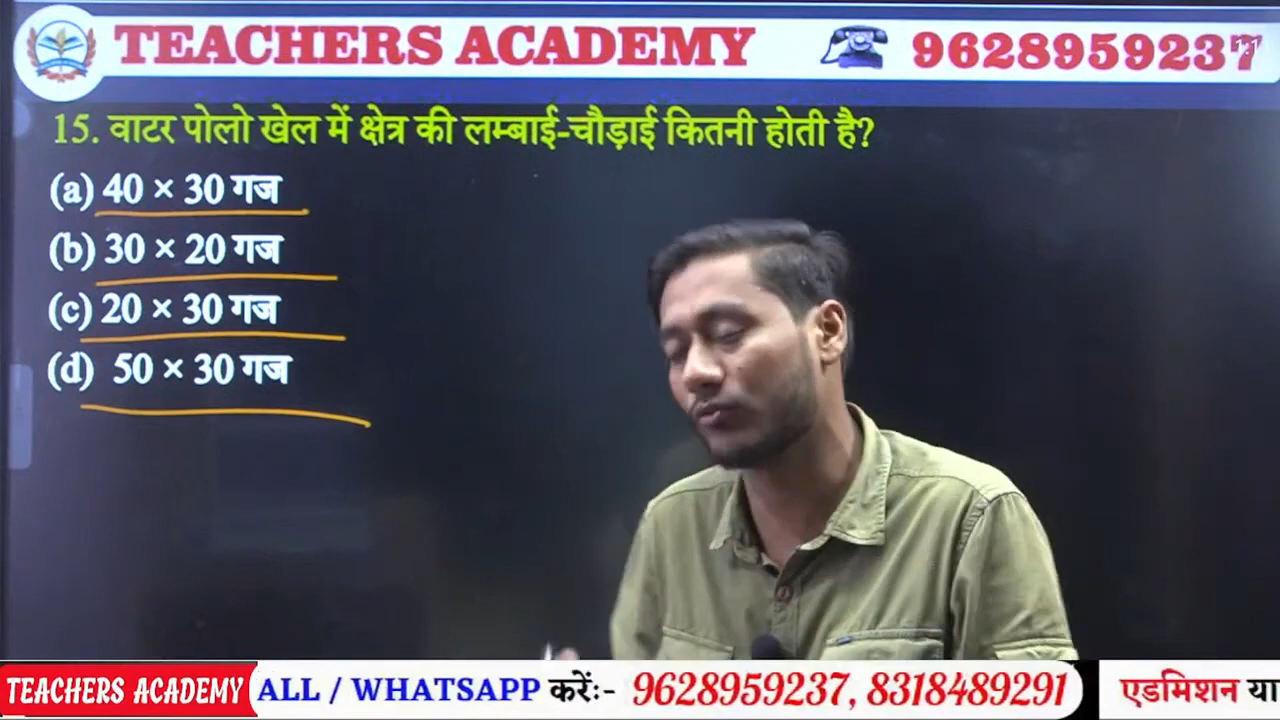 TEACHERS ACADEMY ☎ 9628959237
15. वाटर पोलो खेल में क्षेत्र की लम्बाई-चौड़ाई कितनी होती है?
(a) 40 × 30 गज
(b) 30 × 20 गज
(c) 20 × 30 गज
(d) 50 × 30 गज
TEACHERS ACADEMY ALL / WHATSAPP करेंः- 9628959237, 8318489291 एडमिशन या